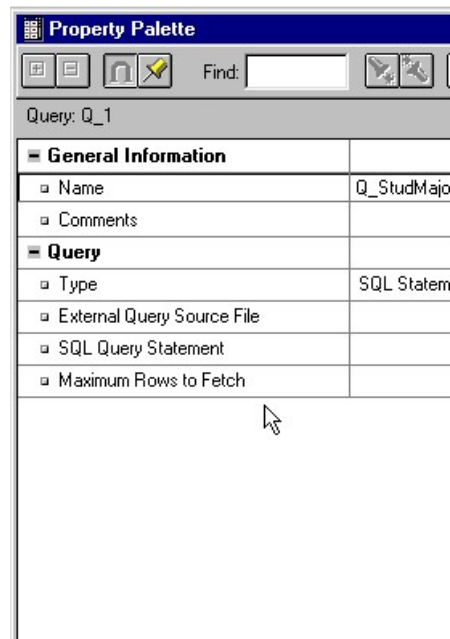 Property Palette
Find:
Query: Q_1
General Information
Name Q_StudMajo
Comments
Query
Type SQL Statem
External Query Source File
SQL Query Statement
Maximum Rows to Fetch